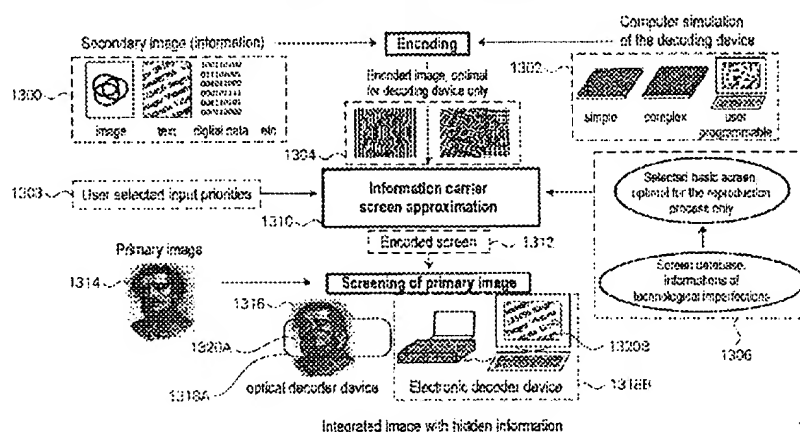 Secondary image (information)
Encoding
Computer simulation
of the decoding device
1300
image text digital data etc
Encoded image, optimal
for decoding device only
1302
simple complex user
programmable
1304
1308
User selected input priorities
1310
Information carrier
screen approximation
Selected basic screen
optimal for the reproduction
process only
Encoded screen
1312
Primary image
1314
Screening of primary image
Screen database,
informations of
technological imperfections
1306
1316
1320A
1318A
optical decoder device
1320B
Electronic decoder device
1318B
Integrated image with hidden information